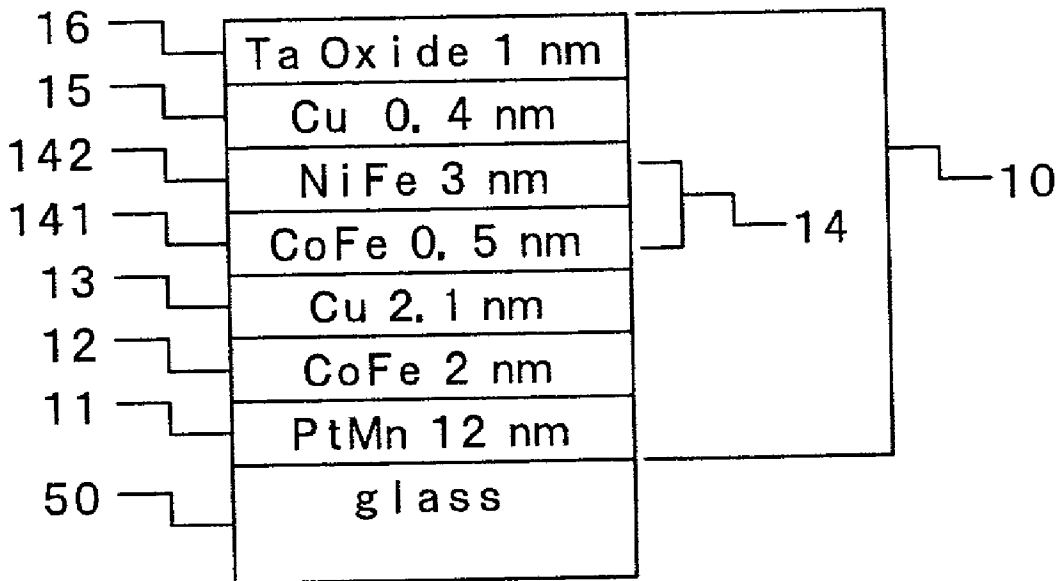 16 Ta Oxide 1 nm
15 Cu 0.4 nm
142 NiFe 3 nm 10
141 CoFe 0.5 nm 14
13 Cu 2.1 nm
12 CoFe 2 nm
11 PtMn 12 nm
50 glass